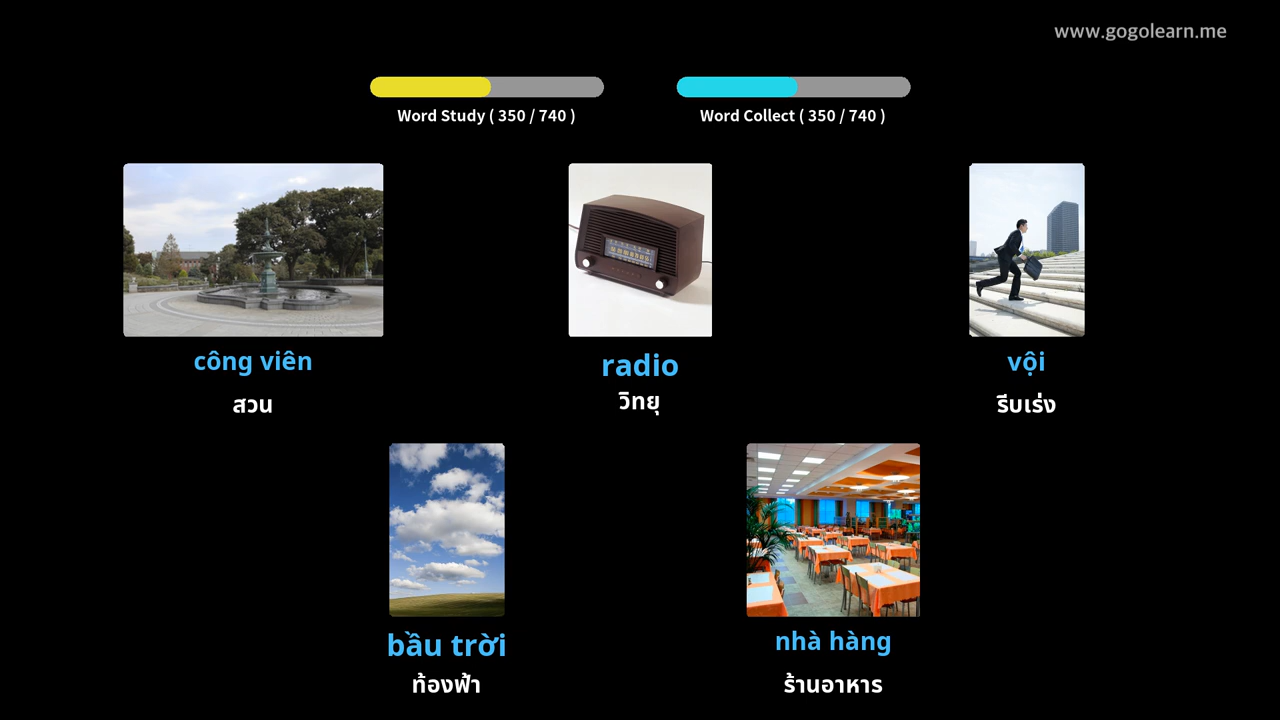 www.gogolearn.me
Word Study ( 350 / 740 )
Word Collect ( 350 / 740 )
công viên
สวน
radio
วิทยุ
vội
รีบเร่ง
bầu trời
ท้องฟ้า
nhà hàng
ร้านอาหาร